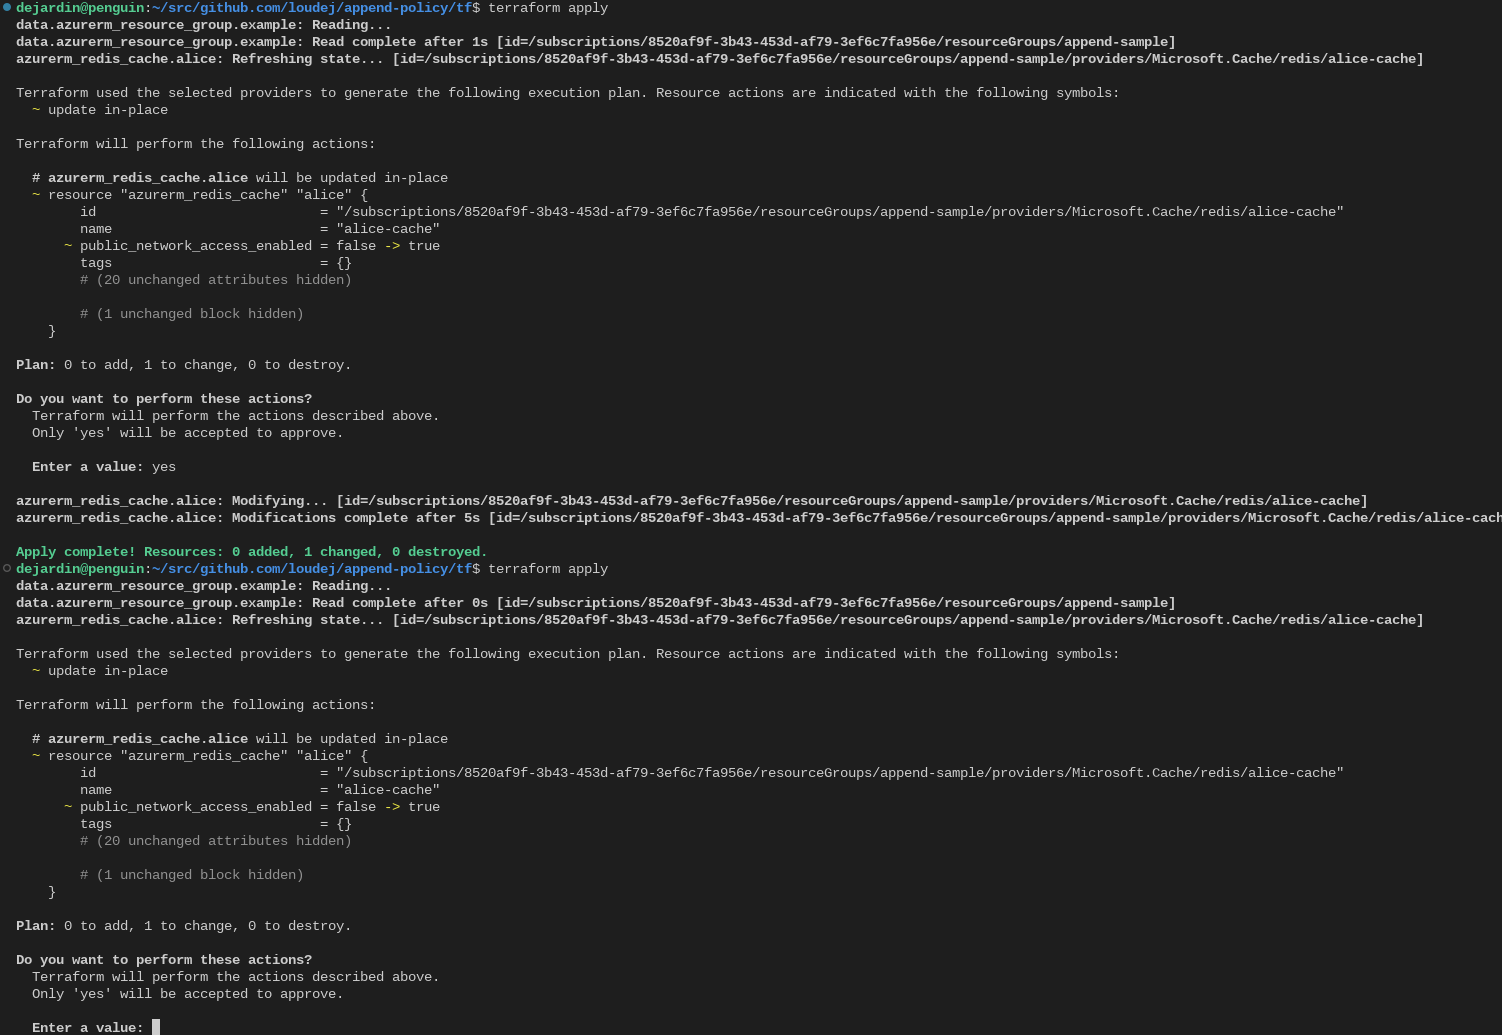 dejardin@penguin:~/src/github.com/loudej/append-policy/tf$ terraform apply
data.azurerm_resource_group.example: Reading...
data.azurerm_resource_group.example: Read complete after 1s [id=/subscriptions/8520af9f-3b43-453d-af79-3ef6c7fa956e/resourceGroups/append-sample]
azurerm_redis_cache.alice: Refreshing state... [id=/subscriptions/8520af9f-3b43-453d-af79-3ef6c7fa956e/resourceGroups/append-sample/providers/Microsoft.Cache/redis/alice-cache]

Terraform used the selected providers to generate the following execution plan. Resource actions are indicated with the following symbols:
  ~ update in-place

Terraform will perform the following actions:

  # azurerm_redis_cache.alice will be updated in-place
  ~ resource "azurerm_redis_cache" "alice" {
        id                            = "/subscriptions/8520af9f-3b43-453d-af79-3ef6c7fa956e/resourceGroups/append-sample/providers/Microsoft.Cache/redis/alice-cache"
        name                          = "alice-cache"
      ~ public_network_access_enabled = false -> true
        tags                          = {}
        # (20 unchanged attributes hidden)

        # (1 unchanged block hidden)
    }

Plan: 0 to add, 1 to change, 0 to destroy.

Do you want to perform these actions?
  Terraform will perform the actions described above.
  Only 'yes' will be accepted to approve.

  Enter a value: yes

azurerm_redis_cache.alice: Modifying... [id=/subscriptions/8520af9f-3b43-453d-af79-3ef6c7fa956e/resourceGroups/append-sample/providers/Microsoft.Cache/redis/alice-cache]
azurerm_redis_cache.alice: Modifications complete after 5s [id=/subscriptions/8520af9f-3b43-453d-af79-3ef6c7fa956e/resourceGroups/append-sample/providers/Microsoft.Cache/redis/alice-cach

Apply complete! Resources: 0 added, 1 changed, 0 destroyed.
dejardin@penguin:~/src/github.com/loudej/append-policy/tf$ terraform apply
data.azurerm_resource_group.example: Reading...
data.azurerm_resource_group.example: Read complete after 0s [id=/subscriptions/8520af9f-3b43-453d-af79-3ef6c7fa956e/resourceGroups/append-sample]
azurerm_redis_cache.alice: Refreshing state... [id=/subscriptions/8520af9f-3b43-453d-af79-3ef6c7fa956e/resourceGroups/append-sample/providers/Microsoft.Cache/redis/alice-cache]

Terraform used the selected providers to generate the following execution plan. Resource actions are indicated with the following symbols:
  ~ update in-place

Terraform will perform the following actions:

  # azurerm_redis_cache.alice will be updated in-place
  ~ resource "azurerm_redis_cache" "alice" {
        id                            = "/subscriptions/8520af9f-3b43-453d-af79-3ef6c7fa956e/resourceGroups/append-sample/providers/Microsoft.Cache/redis/alice-cache"
        name                          = "alice-cache"
      ~ public_network_access_enabled = false -> true
        tags                          = {}
        # (20 unchanged attributes hidden)

        # (1 unchanged block hidden)
    }

Plan: 0 to add, 1 to change, 0 to destroy.

Do you want to perform these actions?
  Terraform will perform the actions described above.
  Only 'yes' will be accepted to approve.

  Enter a value: